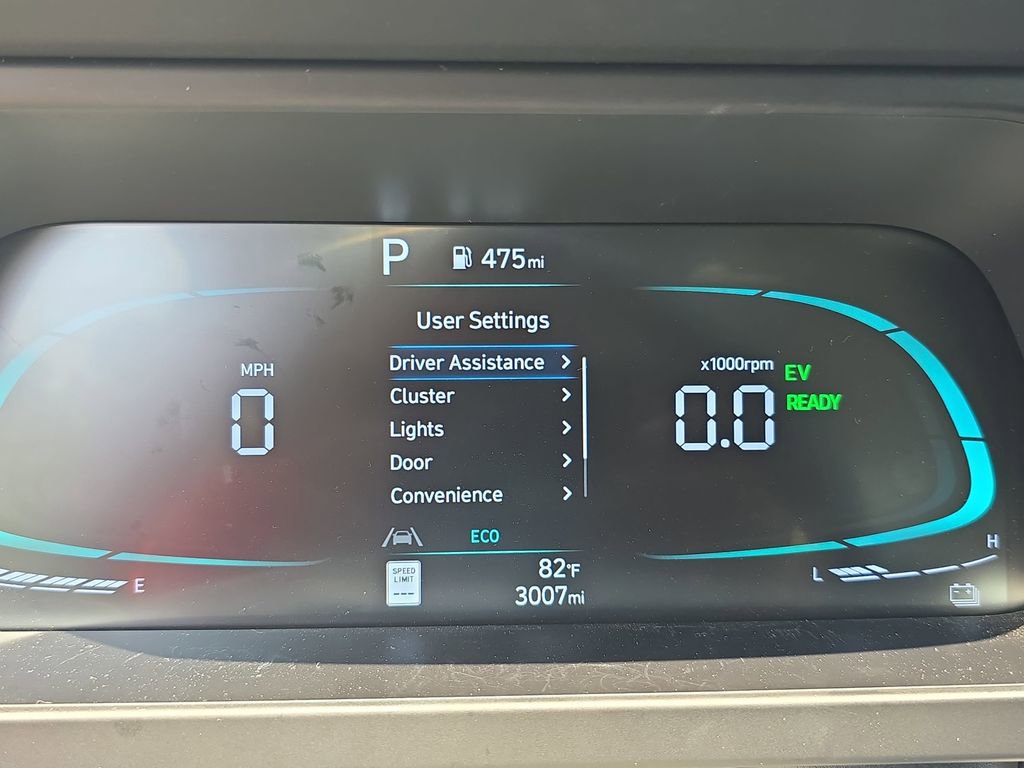 P 475mi
User Settings
Driver Assistance >
Cluster >
Lights >
Door >
Convenience >
MPH
0
x1000rpm
0.0
EV
READY
ECO
SPEED
LIMIT
---
82°F
3007mi
E
L
H